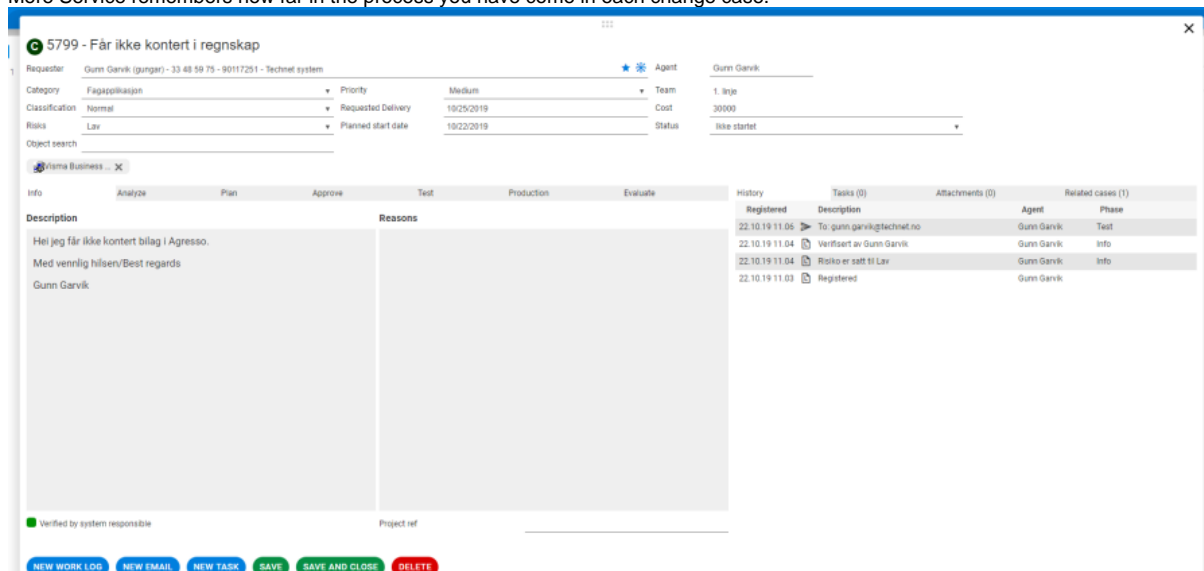 More Service remembers how far in the process you have come in each change case.
C 5799 - Får ikke kontert i regnskap
Requester Gunn Garvik (gungar) - 33 48 59 75 - 90117251 - Technet system Agent Gunn Garvik
Category Fagapplikasjon Priority Medium Team 1. linje
Classification Normal Requested Delivery 10/25/2019 Cost 30000
Risks Lav Planned start date 10/22/2019 Status Ikke startet
Object search
Visma Business ... X
Info Analyze Plan Approve Test Production Evaluate History Tasks (0) Attachments (0) Related cases (1)
Registered Description Agent Phase
Description Reasons
22.10.19 11.06 To: gunn.garvik@technet.no Gunn Garvik Test
Hei jeg får ikke kontert bilag i Agresso.
22.10.19 11.04 Verifisert av Gunn Garvik Gunn Garvik Info
Med vennlig hilsen/Best regards
22.10.19 11.04 Risiko er satt til Lav Gunn Garvik Info
Gunn Garvik
22.10.19 11.03 Registered Gunn Garvik
Verified by system responsible Project ref
NEW WORK LOG NEW EMAIL NEW TASK SAVE SAVE AND CLOSE DELETE